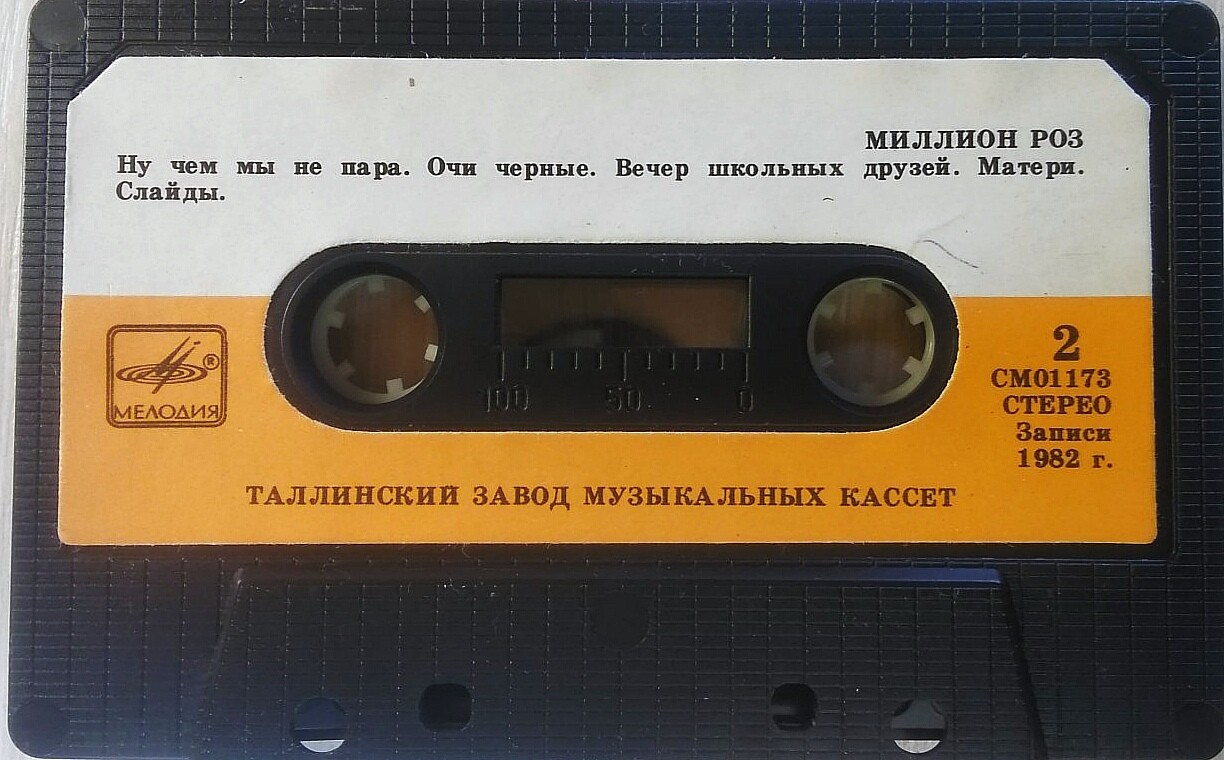 МИЛЛИОН РОЗ
Ну чем мы не пара. Очи черные. Вечер школьных друзей. Матери.
Слайды.
100 50 0
2
СМ01173
СТЕРЕО
Записи
1982 г.
®
МЕЛОДИЯ
ТАЛЛИНСКИЙ ЗАВОД МУЗЫКАЛЬНЫХ КАССЕТ